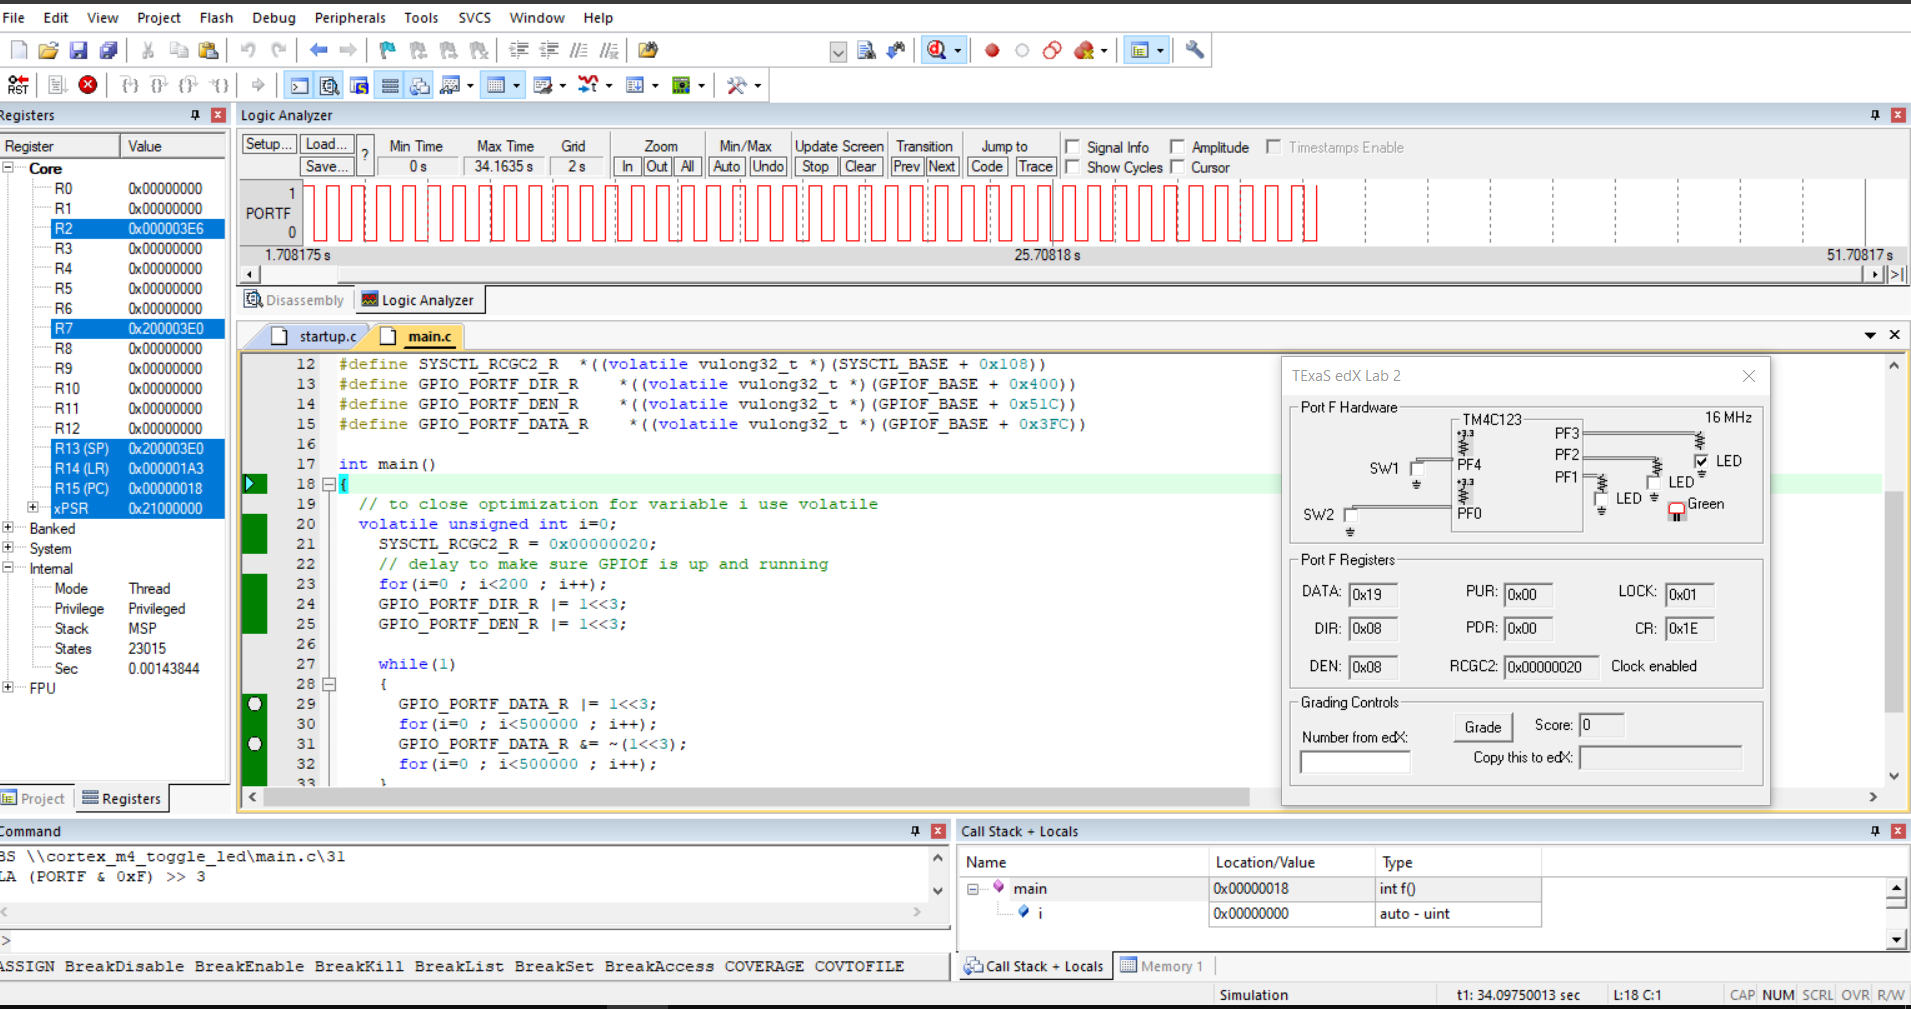 File Edit View Project Flash Debug Peripherals Tools SVCS Window Help
RST
Registers
Register Value
Core
R0 0x00000000
R1 0x00000000
R2 0x000003E6
R3 0x00000000
R4 0x00000000
R5 0x00000000
R6 0x00000000
R7 0x200003E0
R8 0x00000000
R9 0x00000000
R10 0x00000000
R11 0x00000000
R12 0x00000000
R13 (SP) 0x200003E0
R14 (LR) 0x000001A3
R15 (PC) 0x00000018
xPSR 0x21000000
Banked
System
Internal
Mode Thread
Privilege Privileged
Stack MSP
States 23015
Sec 0.00143844
FPU
Project Registers
Logic Analyzer
Setup... Load... ? Min Time Max Time Grid Zoom Min/Max Update Screen Transition Jump to Signal Info Amplitude Timestamps Enable
Save... 0 s 34.1635 s 2 s In Out All Auto Undo Stop Clear Prev Next Code Trace Show Cycles Cursor
1
PORTF
0
1.708175 s 25.70818 s 51.70817 s
Disassembly Logic Analyzer
startup.c main.c
12 #define SYSCTL_RCGC2_R *((volatile vulong32_t *)(SYSCTL_BASE + 0x108))
13 #define GPIO_PORTF_DIR_R *((volatile vulong32_t *)(GPIOF_BASE + 0x400))
14 #define GPIO_PORTF_DEN_R *((volatile vulong32_t *)(GPIOF_BASE + 0x51C))
15 #define GPIO_PORTF_DATA_R *((volatile vulong32_t *)(GPIOF_BASE + 0x3FC))
16
17 int main()
18 {
19 // to close optimization for variable i use volatile
20 volatile unsigned int i=0;
21 SYSCTL_RCGC2_R = 0x00000020;
22 // delay to make sure GPIOf is up and running
23 for(i=0 ; i<200 ; i++);
24 GPIO_PORTF_DIR_R |= 1<<3;
25 GPIO_PORTF_DEN_R |= 1<<3;
26
27 while(1)
28 {
29 GPIO_PORTF_DATA_R |= 1<<3;
30 for(i=0 ; i<500000 ; i++);
31 GPIO_PORTF_DATA_R &= ~(1<<3);
32 for(i=0 ; i<500000 ; i++);
33 }
TExaS edX Lab 2
Port F Hardware
TM4C123 16 MHz
+3.3 PF3
PF2
SW1 PF4 PF1 LED
+3.3 LED
LED
SW2 PF0 Green
Port F Registers
DATA: 0x19 PUR: 0x00 LOCK: 0x01
DIR: 0x08 PDR: 0x00 CR: 0x1E
DEN: 0x08 RCGC2: 0x00000020 Clock enabled
Grading Controls
Number from edX: Grade Score: 0
Copy this to edX:
Command
BS \\cortex_m4_toggle_led\main.c\31
LA (PORTF & 0xF) >> 3
>
ASSIGN BreakDisable BreakEnable BreakKill BreakList BreakSet BreakAccess COVERAGE COVTOFILE
Call Stack + Locals
Name Location/Value Type
main 0x00000018 int f()
i 0x00000000 auto - uint
Call Stack + Locals Memory 1
Simulation t1: 34.09750013 sec L:18 C:1 CAP NUM SCRL OVR R/W